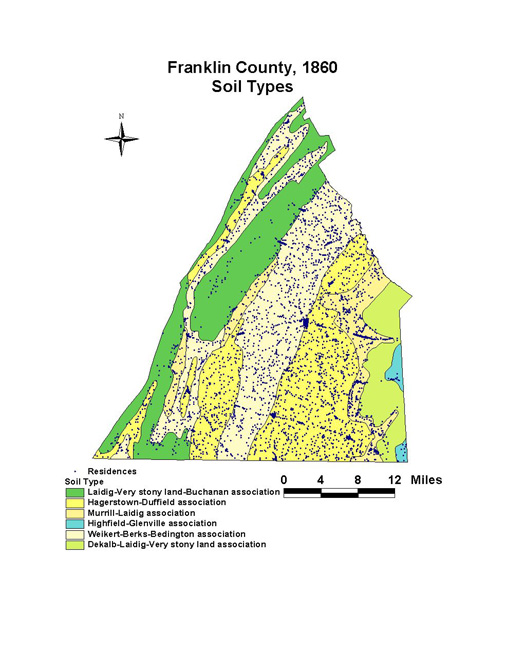 Franklin County, 1860
Soil Types
N
Residences
Soil Type
Laidig-Very stony land-Buchanan association
Hagerstown-Duffield association
Murrill-Laidig association
Highfield-Glenville association
Weikert-Berks-Bedington association
Dekalb-Laidig-Very stony land association
0 4 8 12 Miles